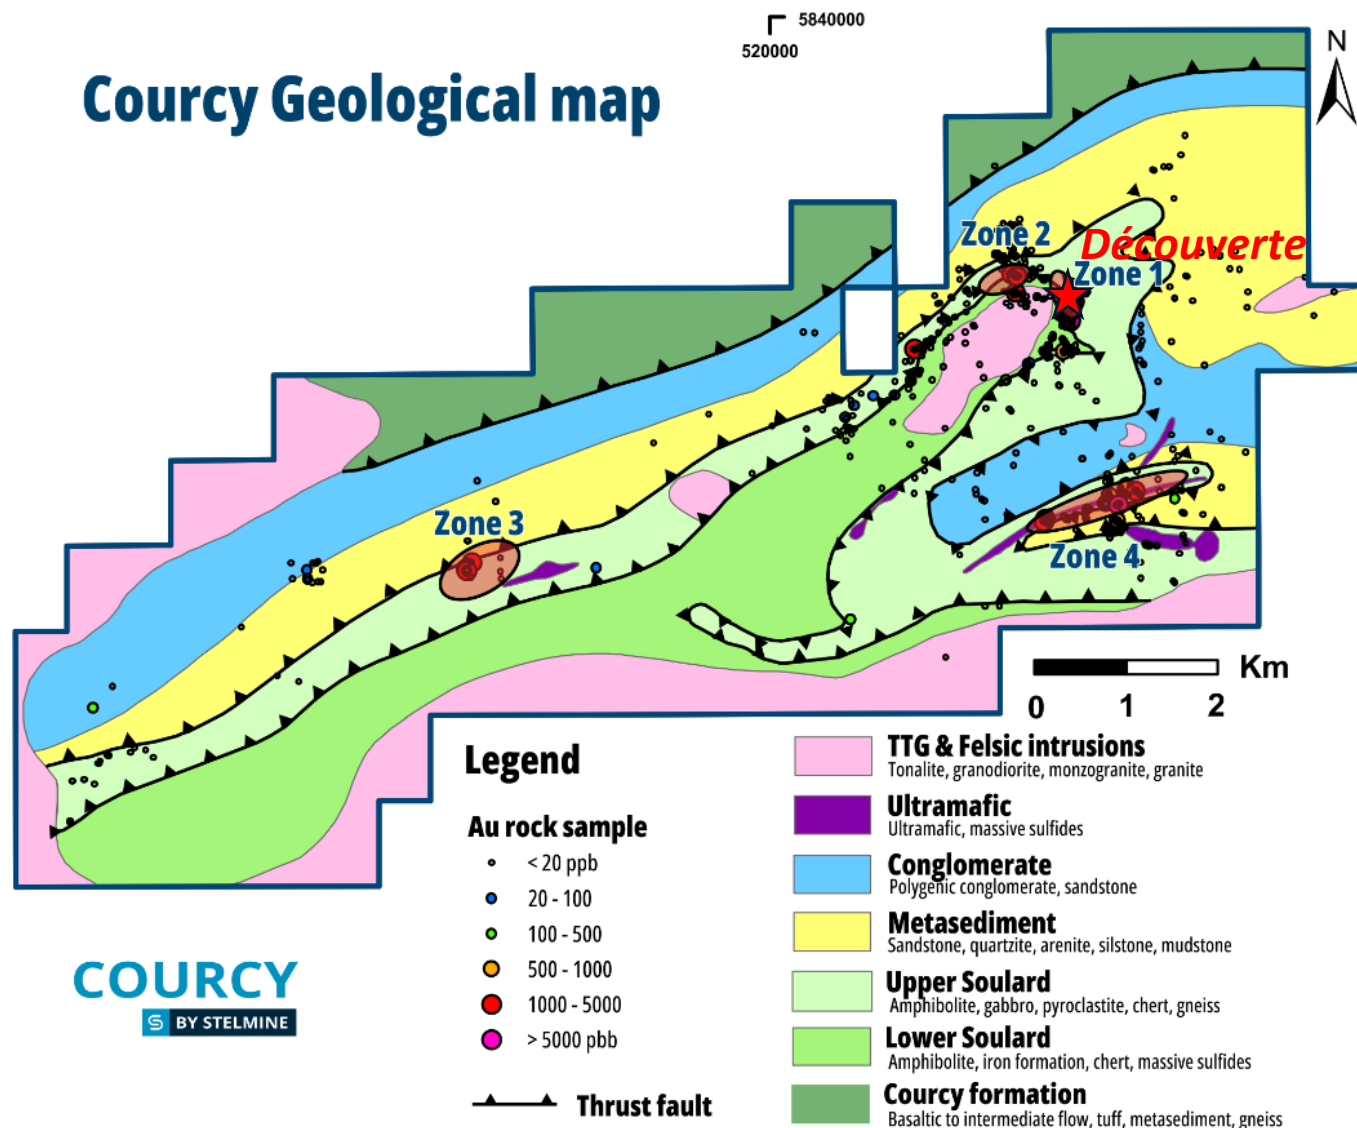 5840000
520000
N
Courcy Geological map
Zone 2
Découverte
Zone 1
Zone 3
Zone 4
Km
0 1 2
Legend
Au rock sample
< 20 ppb
20 - 100
100 - 500
500 - 1000
1000 - 5000
> 5000 pbb
Thrust fault
TTG & Felsic intrusions
Tonalite, granodiorite, monzogranite, granite
Ultramafic
Ultramafic, massive sulfides
Conglomerate
Polygenic conglomerate, sandstone
Metasediment
Sandstone, quartzite, arenite, silstone, mudstone
Upper Soulard
Amphibolite, gabbro, pyroclastite, chert, gneiss
Lower Soulard
Amphibolite, iron formation, chert, massive sulfides
Courcy formation
Basaltic to intermediate flow, tuff, metasediment, gneiss
COURCY
S BY STELMINE